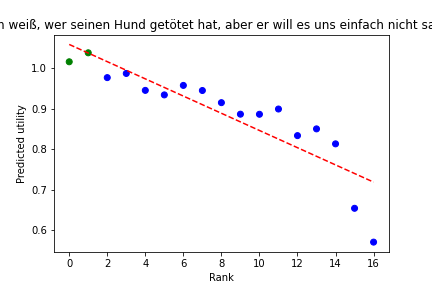 weiß, wer seinen Hund getötet hat, aber er will es uns einfach nicht
1.0
0.9
0.8
0.7
0.6
Predicted utility
0 2 4 6 8 10 12 14 16
Rank